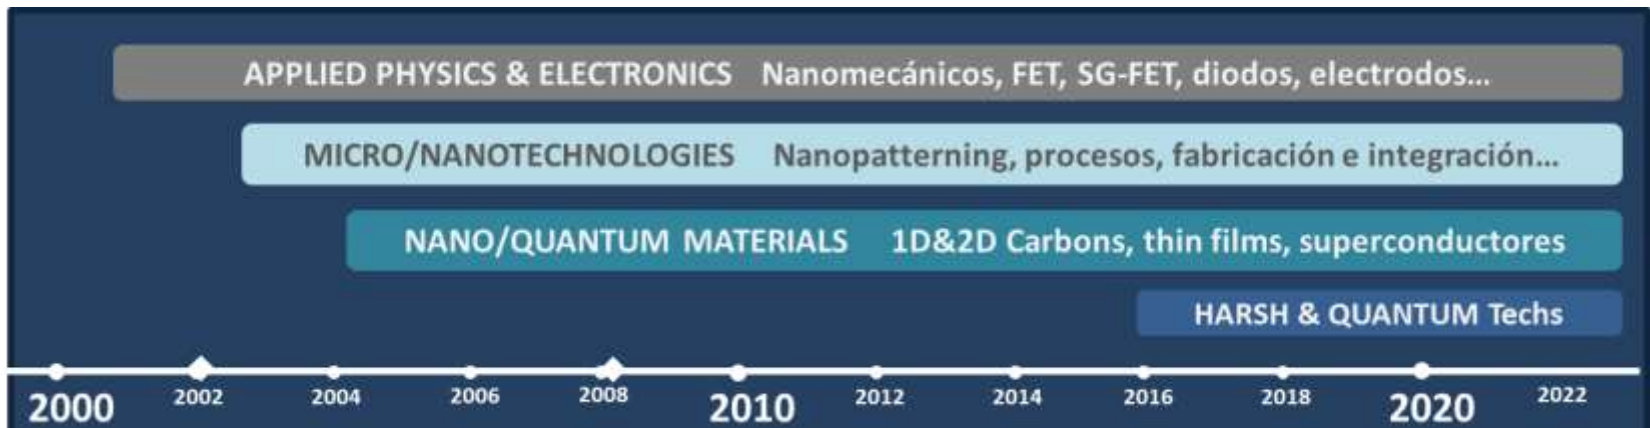 APPLIED PHYSICS & ELECTRONICS Nanomecánicos, FET, SG-FET, diodos, electrodos...
MICRO/NANOTECHNOLOGIES Nanopatterning, procesos, fabricación e integración...
NANO/QUANTUM MATERIALS 1D&2D Carbons, thin films, superconductores
HARSH & QUANTUM Techs
2000 2002 2004 2006 2008 2010 2012 2014 2016 2018 2020 2022